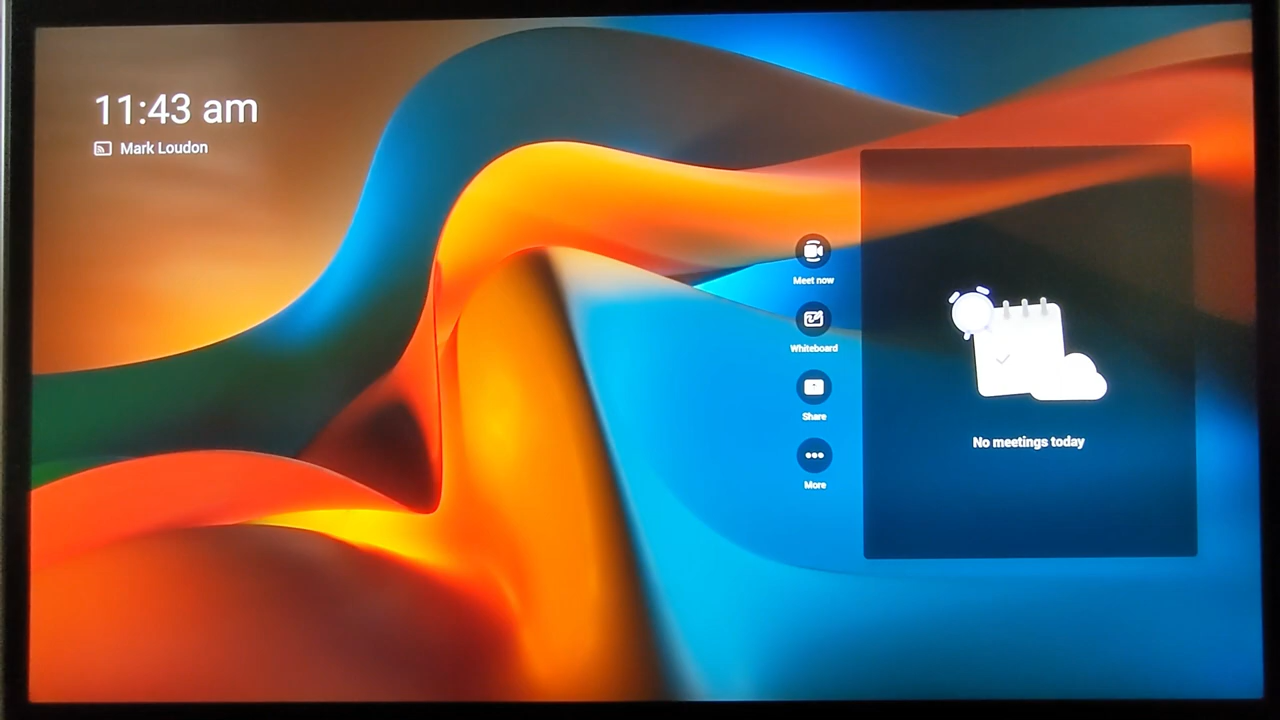 11:43 am
Mark Loudon
Meet now
Whiteboard
Share
More
No meetings today